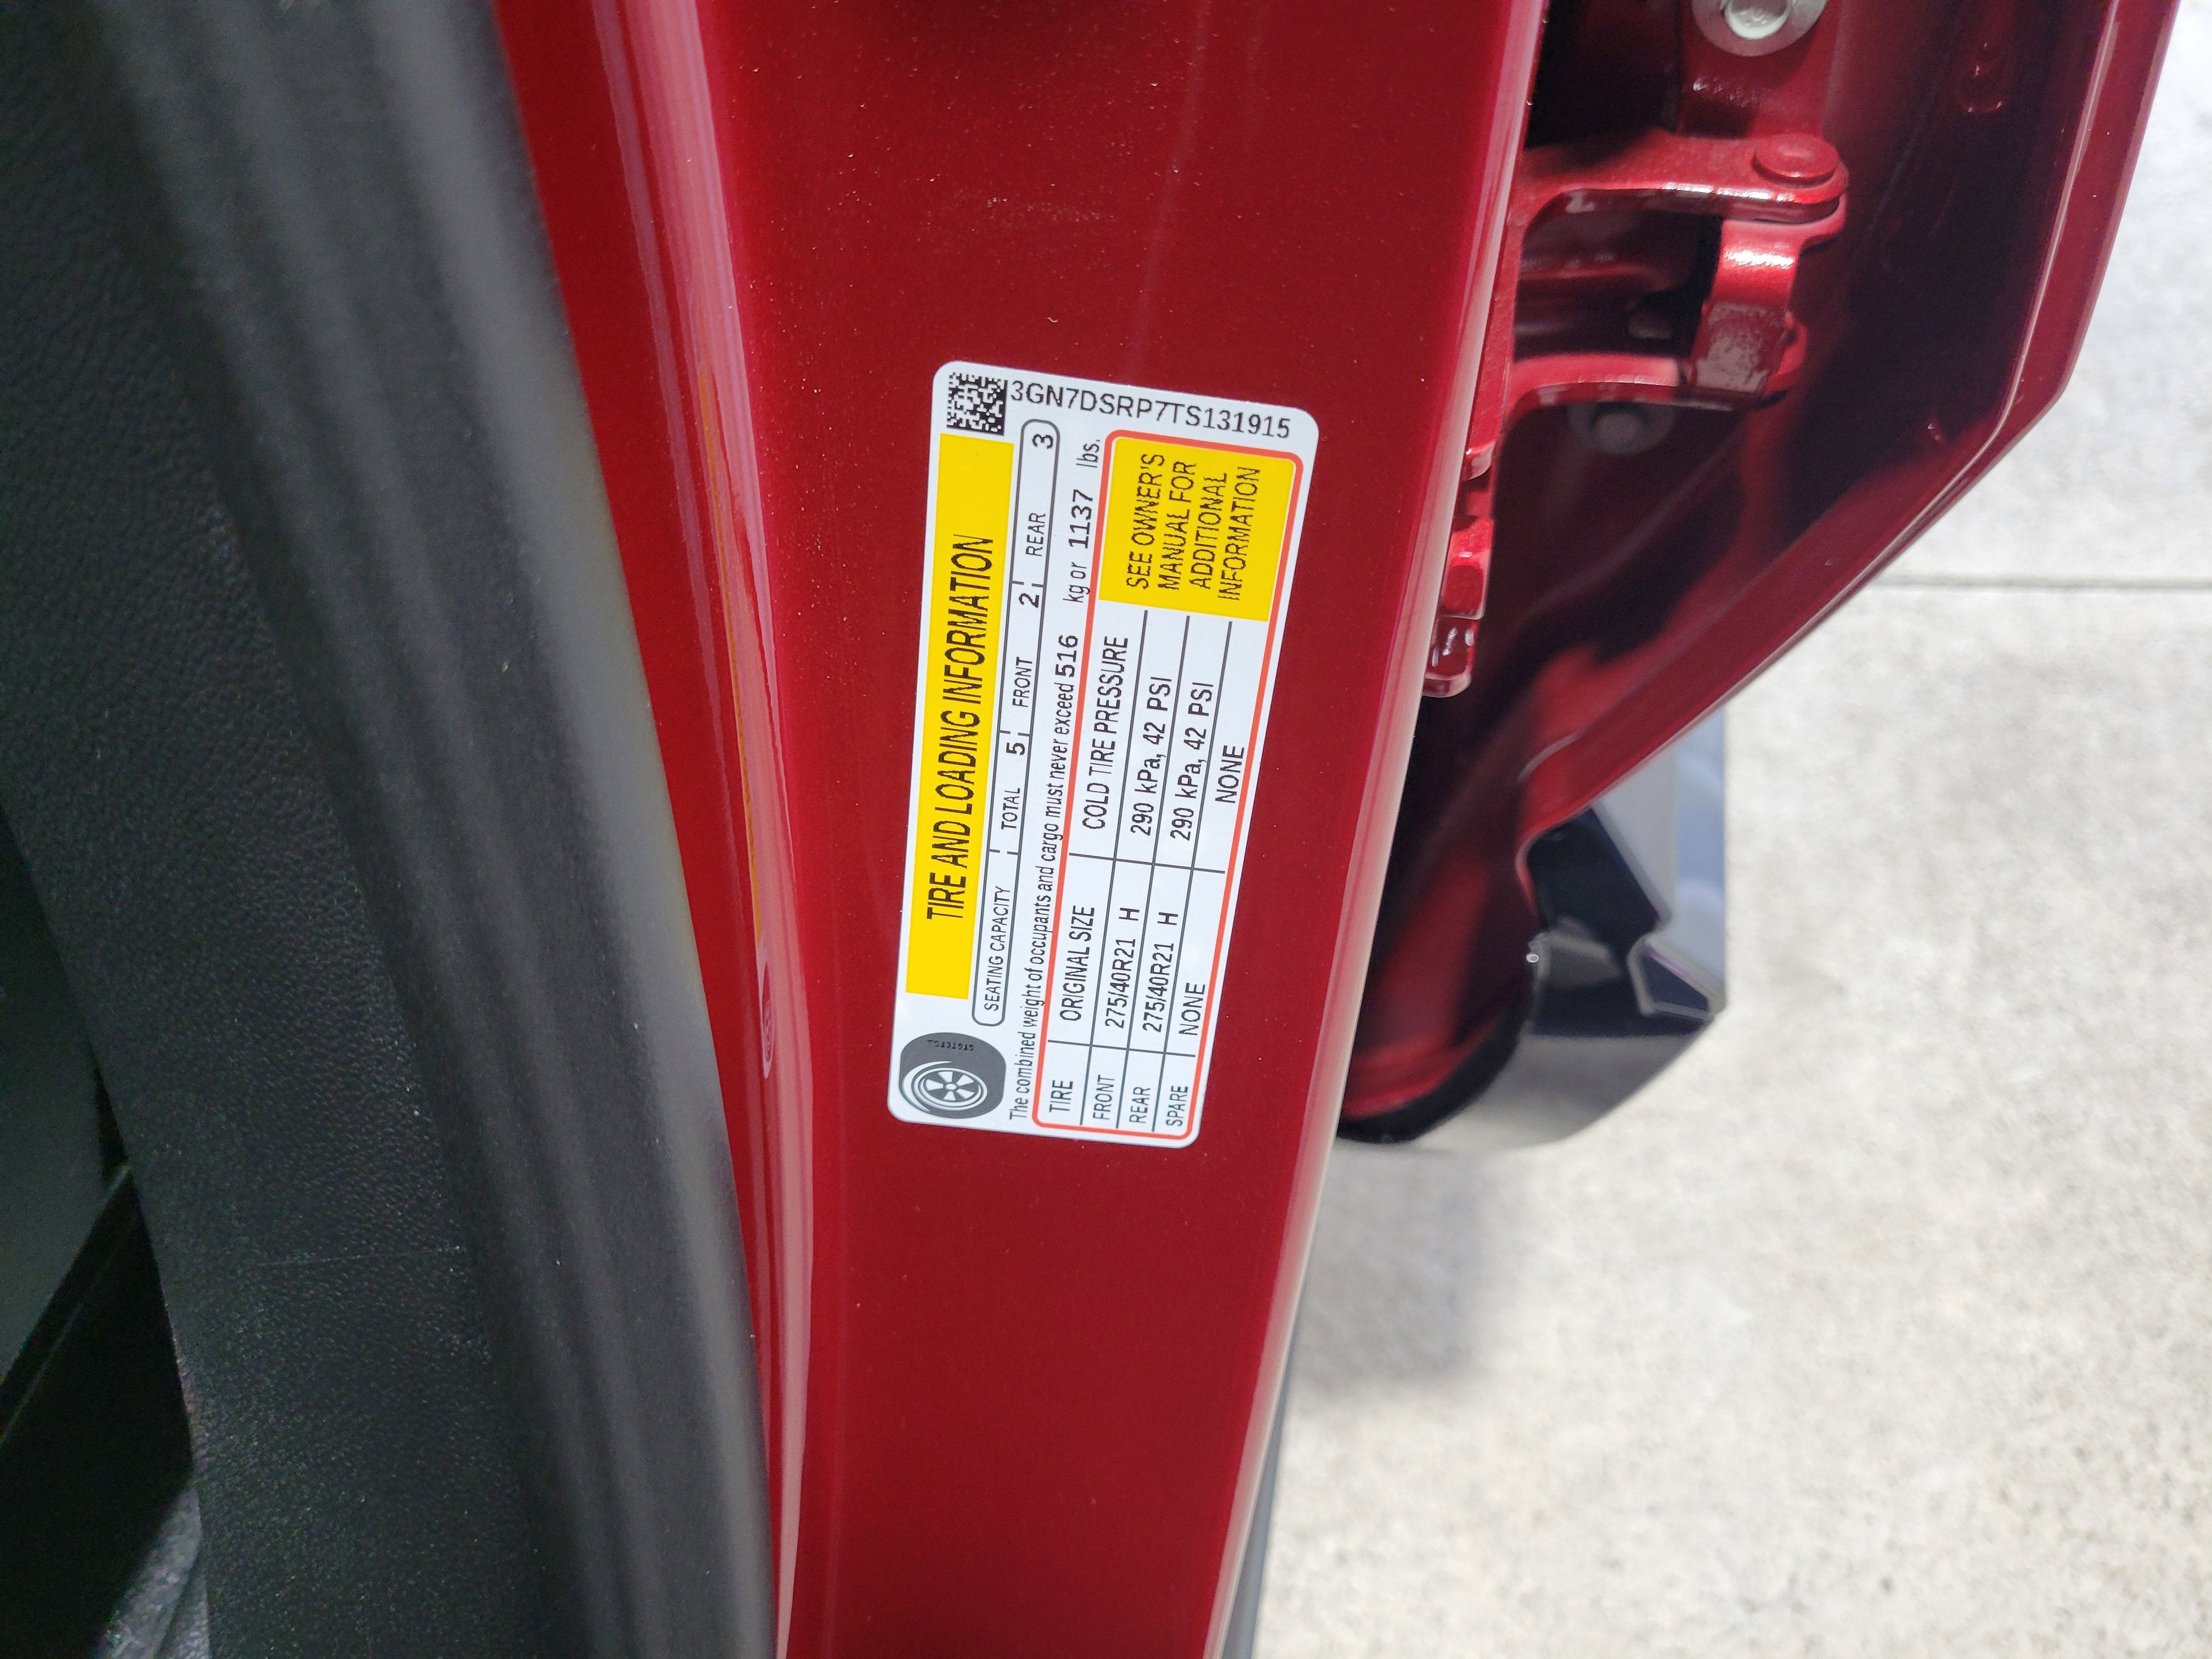 3GN7DSRP7TS131915
TIRE AND LOADING INFORMATION
TS131915
SEATING CAPACITY TOTAL 5 FRONT 2 REAR 3
The combined weight of occupants and cargo must never exceed 516 kg or 1137 lbs.
TIRE ORIGINAL SIZE COLD TIRE PRESSURE
FRONT 275/40R21 H 290 kPa, 42 PSI
REAR 275/40R21 H 290 kPa, 42 PSI
SPARE NONE NONE
SEE OWNER'S
MANUAL FOR
ADDITIONAL
INFORMATION